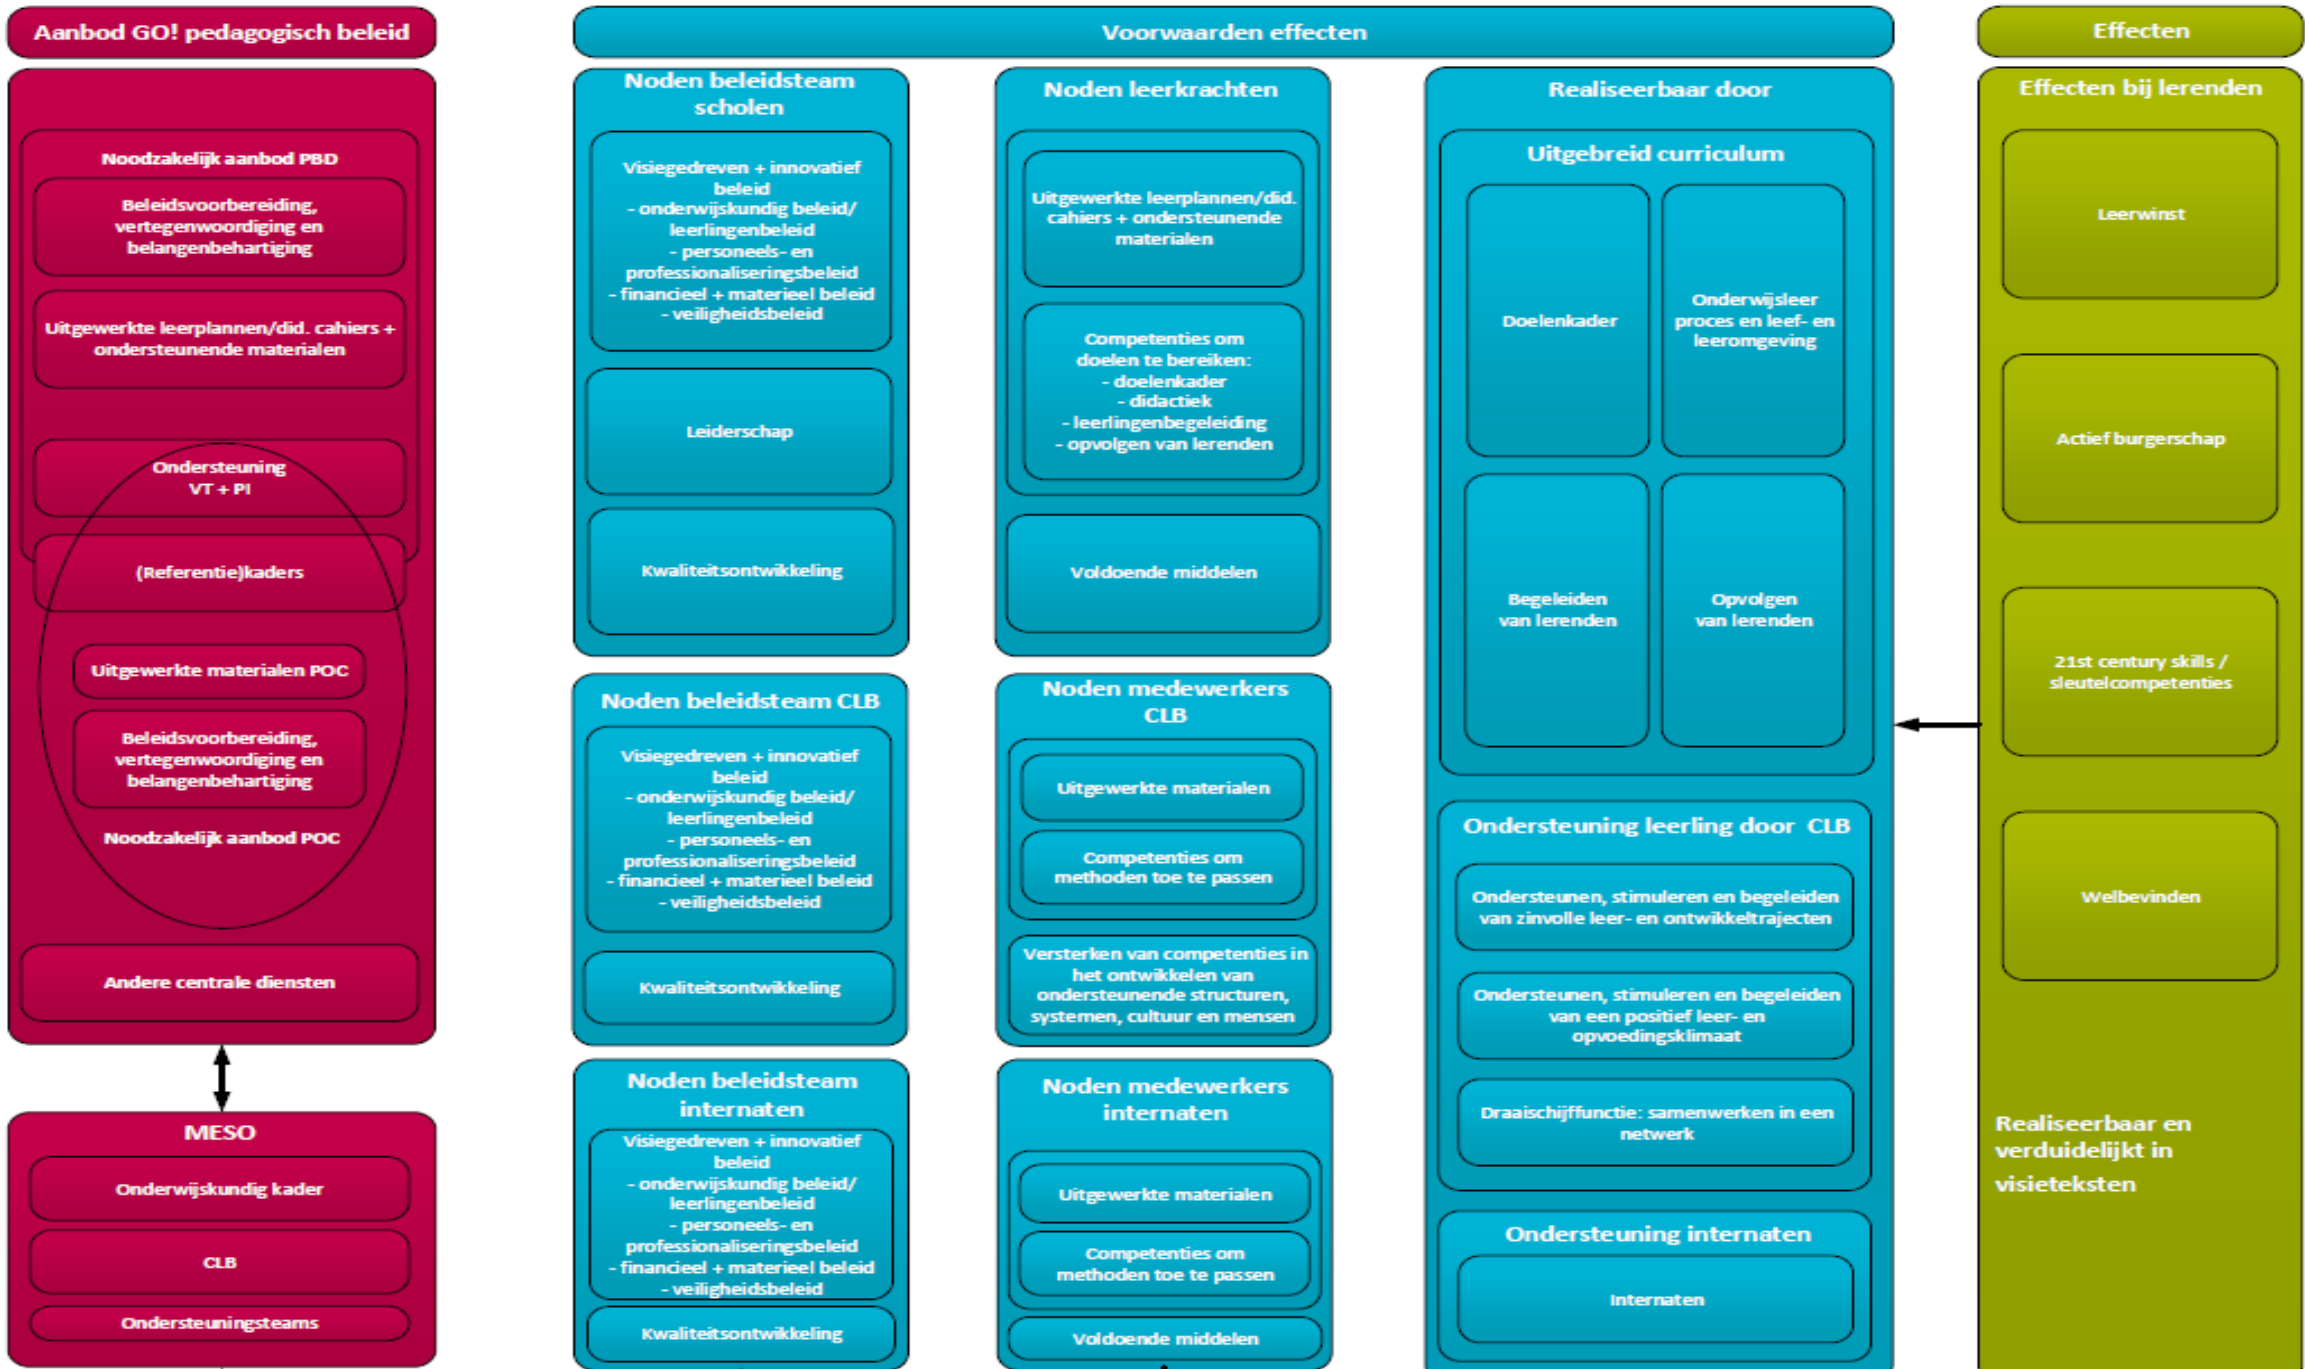 Aanbod GO! pedagogisch beleid
Noodzakelijk aanbod PBD
Beleidsvoorbereiding,
vertegenwoordiging en
belangenbehartiging
Uitgewerkte leerplannen/did. cahiers +
ondersteunende materialen
Ondersteuning
VT + PI
(Referentie)kaders
Uitgewerkte materialen POC
Beleidsvoorbereiding,
vertegenwoordiging en
belangenbehartiging
Noodzakelijk aanbod POC
Andere centrale diensten
MESO
Onderwijskundig kader
CLB
Ondersteuningsteams
Voorwaarden effecten
Noden beleidsteam
scholen
Visiegedreven + innovatief
beleid
- onderwijskundig beleid/
leerlingenbeleid
- personeels- en
professionaliseringsbeleid
- financieel + materieel beleid
- veiligheidsbeleid
Leiderschap
Kwaliteitsontwikkeling
Noden beleidsteam CLB
Visiegedreven + innovatief
beleid
- onderwijskundig beleid/
leerlingenbeleid
- personeels- en
professionaliseringsbeleid
- financieel + materieel beleid
- veiligheidsbeleid
Kwaliteitsontwikkeling
Noden beleidsteam
internaten
Visiegedreven + innovatief
beleid
- onderwijskundig beleid/
leerlingenbeleid
- personeels- en
professionaliseringsbeleid
- financieel + materieel beleid
- veiligheidsbeleid
Kwaliteitsontwikkeling
Noden leerkrachten
Uitgewerkte leerplannen/did.
cahiers + ondersteunende
materialen
Competenties om
doelen te bereiken:
- doelenkader
- didactiek
- leerlingenbegeleiding
- opvolgen van lerenden
Voldoende middelen
Noden medewerkers
CLB
Uitgewerkte materialen
Competenties om
methoden toe te passen
Versterken van competenties in
het ontwikkelen van
ondersteunende structuren,
systemen, cultuur en mensen
Noden medewerkers
internaten
Uitgewerkte materialen
Competenties om
methoden toe te passen
Voldoende middelen
Realiseerbaar door
Uitgebreid curriculum
Doelenkader
Onderwijsleer
proces en leef- en
leeromgeving
Begeleiden
van lerenden
Opvolgen
van lerenden
Ondersteuning leerling door CLB
Ondersteunen, stimuleren en begeleiden
van zinvolle leer- en ontwikkeltrajecten
Ondersteunen, stimuleren en begeleiden
van een positief leer- en
opvoedingsklimaat
Draaischijffunctie: samenwerken in een
netwerk
Ondersteuning internaten
Internaten
Effecten
Effecten bij lerenden
Leerwinst
Actief burgerschap
21st century skills /
sleutelcompetenties
Welbevinden
Realiseerbaar en
verduidelijkt in
visieteksten